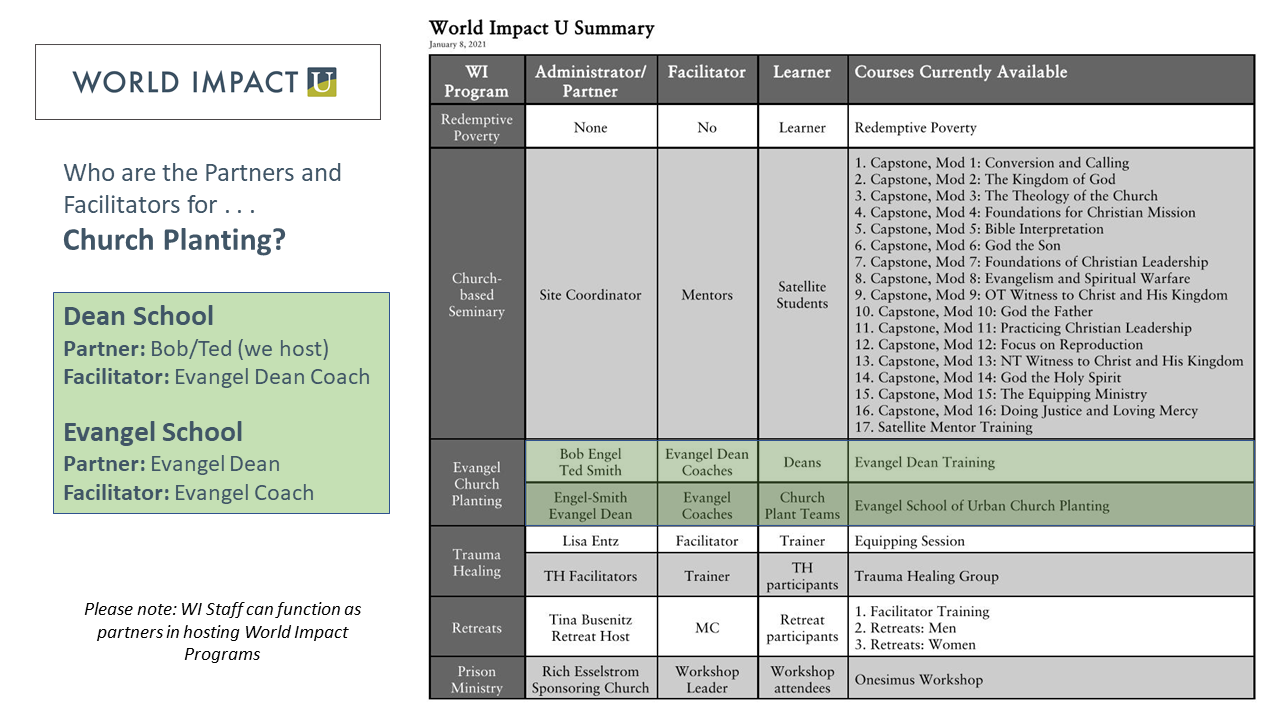 WORLD IMPACT U
Who are the Partners and
Facilitators for . . .
Church Planting?
Dean School
Partner: Bob/Ted (we host)
Facilitator: Evangel Dean Coach
Evangel School
Partner: Evangel Dean
Facilitator: Evangel Coach
Please note: WI Staff can function as
partners in hosting World Impact
Programs
World Impact U Summary
January 8, 2021
WI
Program
Administrator/
Partner
Facilitator
Learner
Courses Currently Available
Redemptive
Poverty
None
No
Learner
Redemptive Poverty
Church-
based
Seminary
Site Coordinator
Mentors
Satellite
Students
1. Capstone, Mod 1: Conversion and Calling
2. Capstone, Mod 2: The Kingdom of God
3. Capstone, Mod 3: The Theology of the Church
4. Capstone, Mod 4: Foundations for Christian Mission
5. Capstone, Mod 5: Bible Interpretation
6. Capstone, Mod 6: God the Son
7. Capstone, Mod 7: Foundations of Christian Leadership
8. Capstone, Mod 8: Evangelism and Spiritual Warfare
9. Capstone, Mod 9: OT Witness to Christ and His Kingdom
10. Capstone, Mod 10: God the Father
11. Capstone, Mod 11: Practicing Christian Leadership
12. Capstone, Mod 12: Focus on Reproduction
13. Capstone, Mod 13: NT Witness to Christ and His Kingdom
14. Capstone, Mod 14: God the Holy Spirit
15. Capstone, Mod 15: The Equipping Ministry
16. Capstone, Mod 16: Doing Justice and Loving Mercy
17. Satellite Mentor Training
Evangel
Church
Planting
Bob Engel
Ted Smith
Evangel Dean
Coaches
Deans
Evangel Dean Training
Engel-Smith
Evangel Dean
Evangel
Coaches
Church
Plant Teams
Evangel School of Urban Church Planting
Trauma
Healing
Lisa Entz
Facilitator
Trainer
Equipping Session
TH Facilitators
Trainer
TH
participants
Trauma Healing Group
Retreats
Tina Busenitz
Retreat Host
MC
Retreat
participants
1. Facilitator Training
2. Retreats: Men
3. Retreats: Women
Prison
Ministry
Rich Esselstrom
Sponsoring Church
Workshop
Leader
Workshop
attendees
Onesimus Workshop